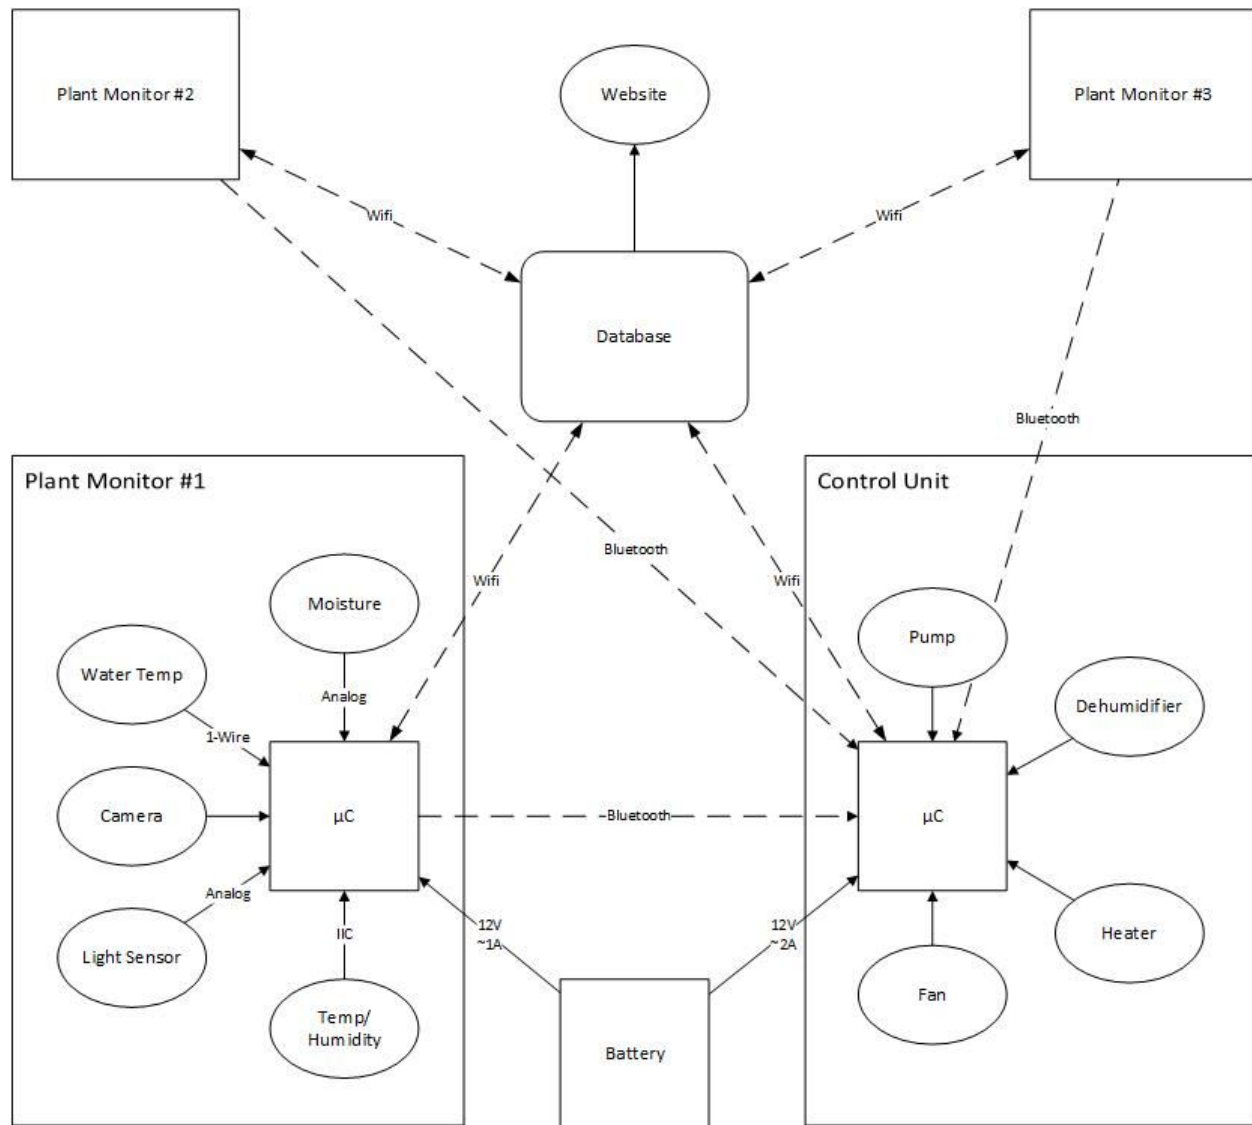 Plant Monitor #2
Website
Plant Monitor #3
Wifi
Wifi
Database
Bluetooth
Plant Monitor #1
Control Unit
Bluetooth
Wifi
Wifi
Moisture
Pump
Water Temp
Analog
Dehumidifier
1-Wire
Camera
µC
Bluetooth
µC
Analog
Light Sensor
IIC
12V
~1A
12V
~2A
Heater
Fan
Temp/
Humidity
Battery